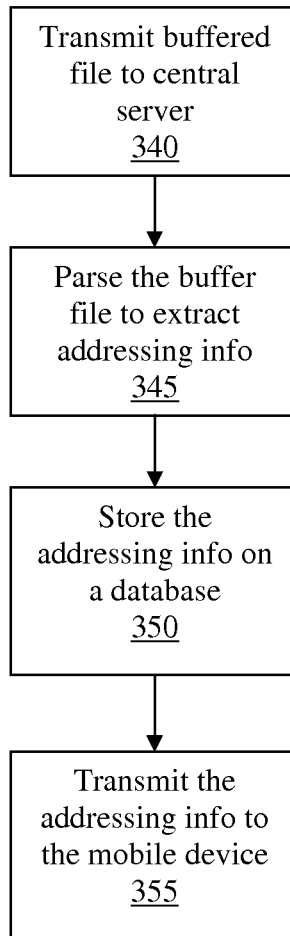 Transmit buffered
file to central
server
340
Parse the buffer
file to extract
addressing info
345
Store the
addressing info on
a database
350
Transmit the
addressing info to
the mobile device
355